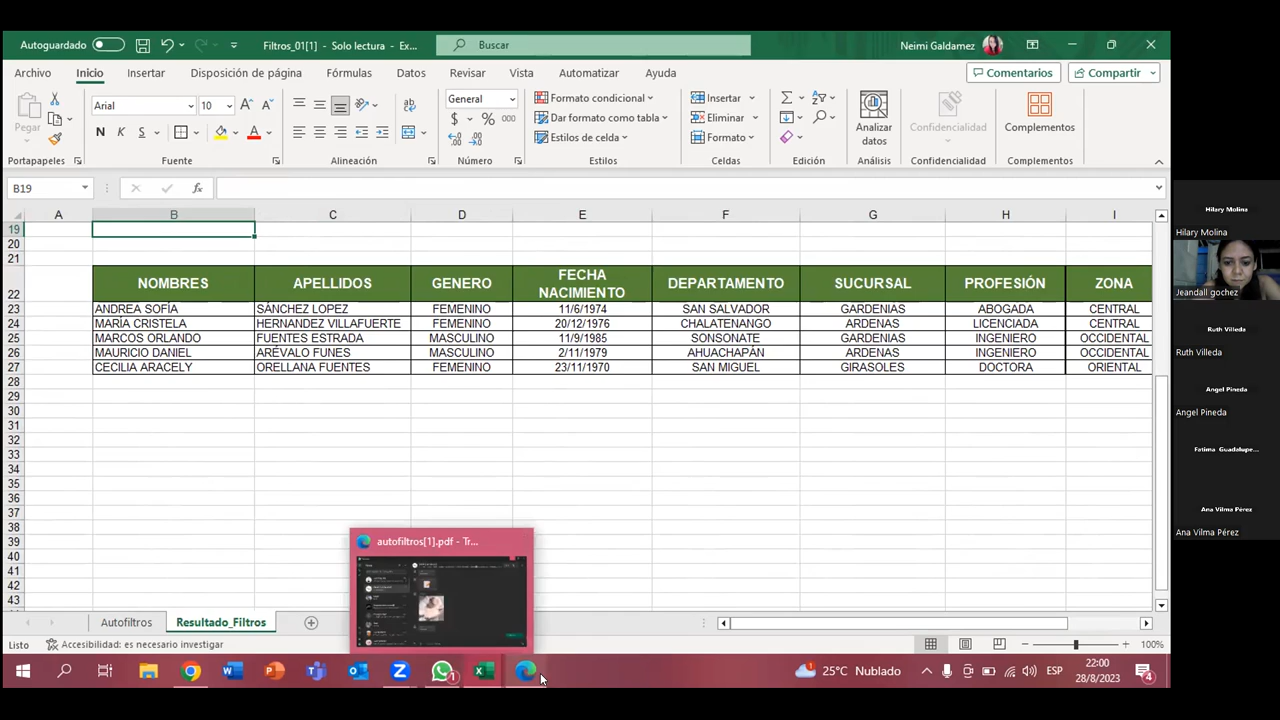 Autoguardado
Filtros_01[1] - Solo lectura - Ex...
Buscar
Neimi Galdamez
Archivo Inicio Insertar Disposición de página Fórmulas Datos Revisar Vista Automatizar Ayuda
Comentarios
Compartir
Pegar
Arial 10
N K S
General
$ % 000
Formato condicional
Dar formato como tabla
Estilos de celda
Insertar
Eliminar
Formato
Analizar datos
Confidencialidad
Complementos
Portapapeles Fuente Alineación Número Estilos Celdas Edición Análisis Confidencialidad Complementos
B19
fx
A B C D E F G H I
19
20
21
22 NOMBRES APELLIDOS GENERO FECHA NACIMIENTO DEPARTAMENTO SUCURSAL PROFESIÓN ZONA
23 ANDREA SOFÍA SÁNCHEZ LOPEZ FEMENINO 11/6/1974 SAN SALVADOR GARDENIAS ABOGADA CENTRAL
24 MARÍA CRISTELA HERNANDEZ VILLAFUERTE FEMENINO 20/12/1976 CHALATENANGO ARDENAS LICENCIADA CENTRAL
25 MARCOS ORLANDO FUENTES ESTRADA MASCULINO 11/9/1985 SONSONATE GARDENIAS INGENIERO OCCIDENTAL
26 MAURICIO DANIEL ARÉVALO FUNES MASCULINO 2/11/1979 AHUACHAPÁN ARDENAS INGENIERO OCCIDENTAL
27 CECILIA ARACELY ORELLANA FUENTES FEMENINO 23/11/1970 SAN MIGUEL GIRASOLES DOCTORA ORIENTAL
28
29
30
31
32
33
34
35
36
37
38
39
40
41
42
43
autofiltros[1].pdf - Tr...
Autofiltros
Resultado_Filtros
Listo
Accesibilidad: es necesario investigar
100%
25°C Nublado
ESP
22:00
28/8/2023
Hilary Molina
Hilary Molina
Jeandall gochez
Ruth Villeda
Ruth Villeda
Angel Pineda
Angel Pineda
Fatima Guadalupe...
Ana Vilma Pérez
Ana Vilma Pérez